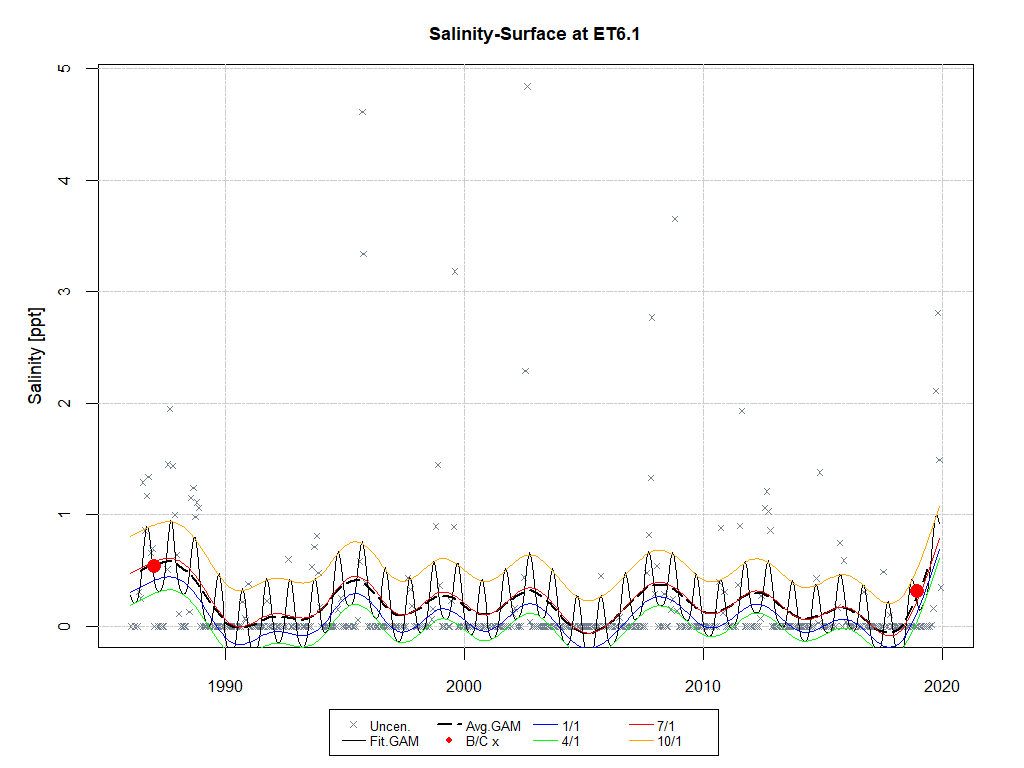 Salinity-Surface at ET6.1
Salinity [ppt]
5
4
3
2
1
0
1990 2000 2010 2020
Uncen. Avg.GAM 1/1 7/1
Fit.GAM B/C x 4/1 10/1